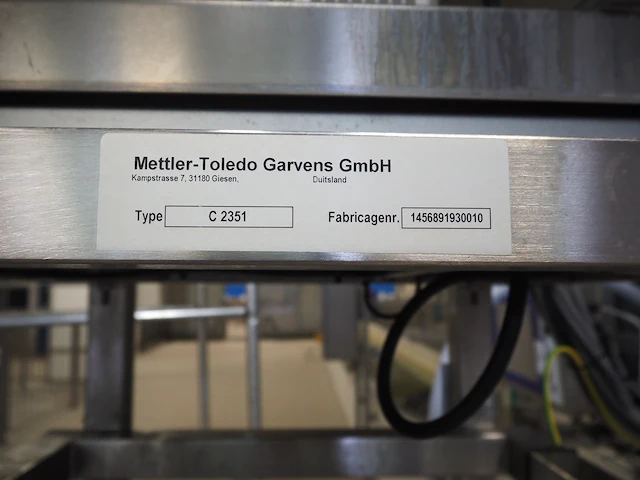 Mettler-Toledo Garvens GmbH
Kampstrasse 7, 31180 Giesen, Duitsland
Type C 2351 Fabricagenr. 1456891930010